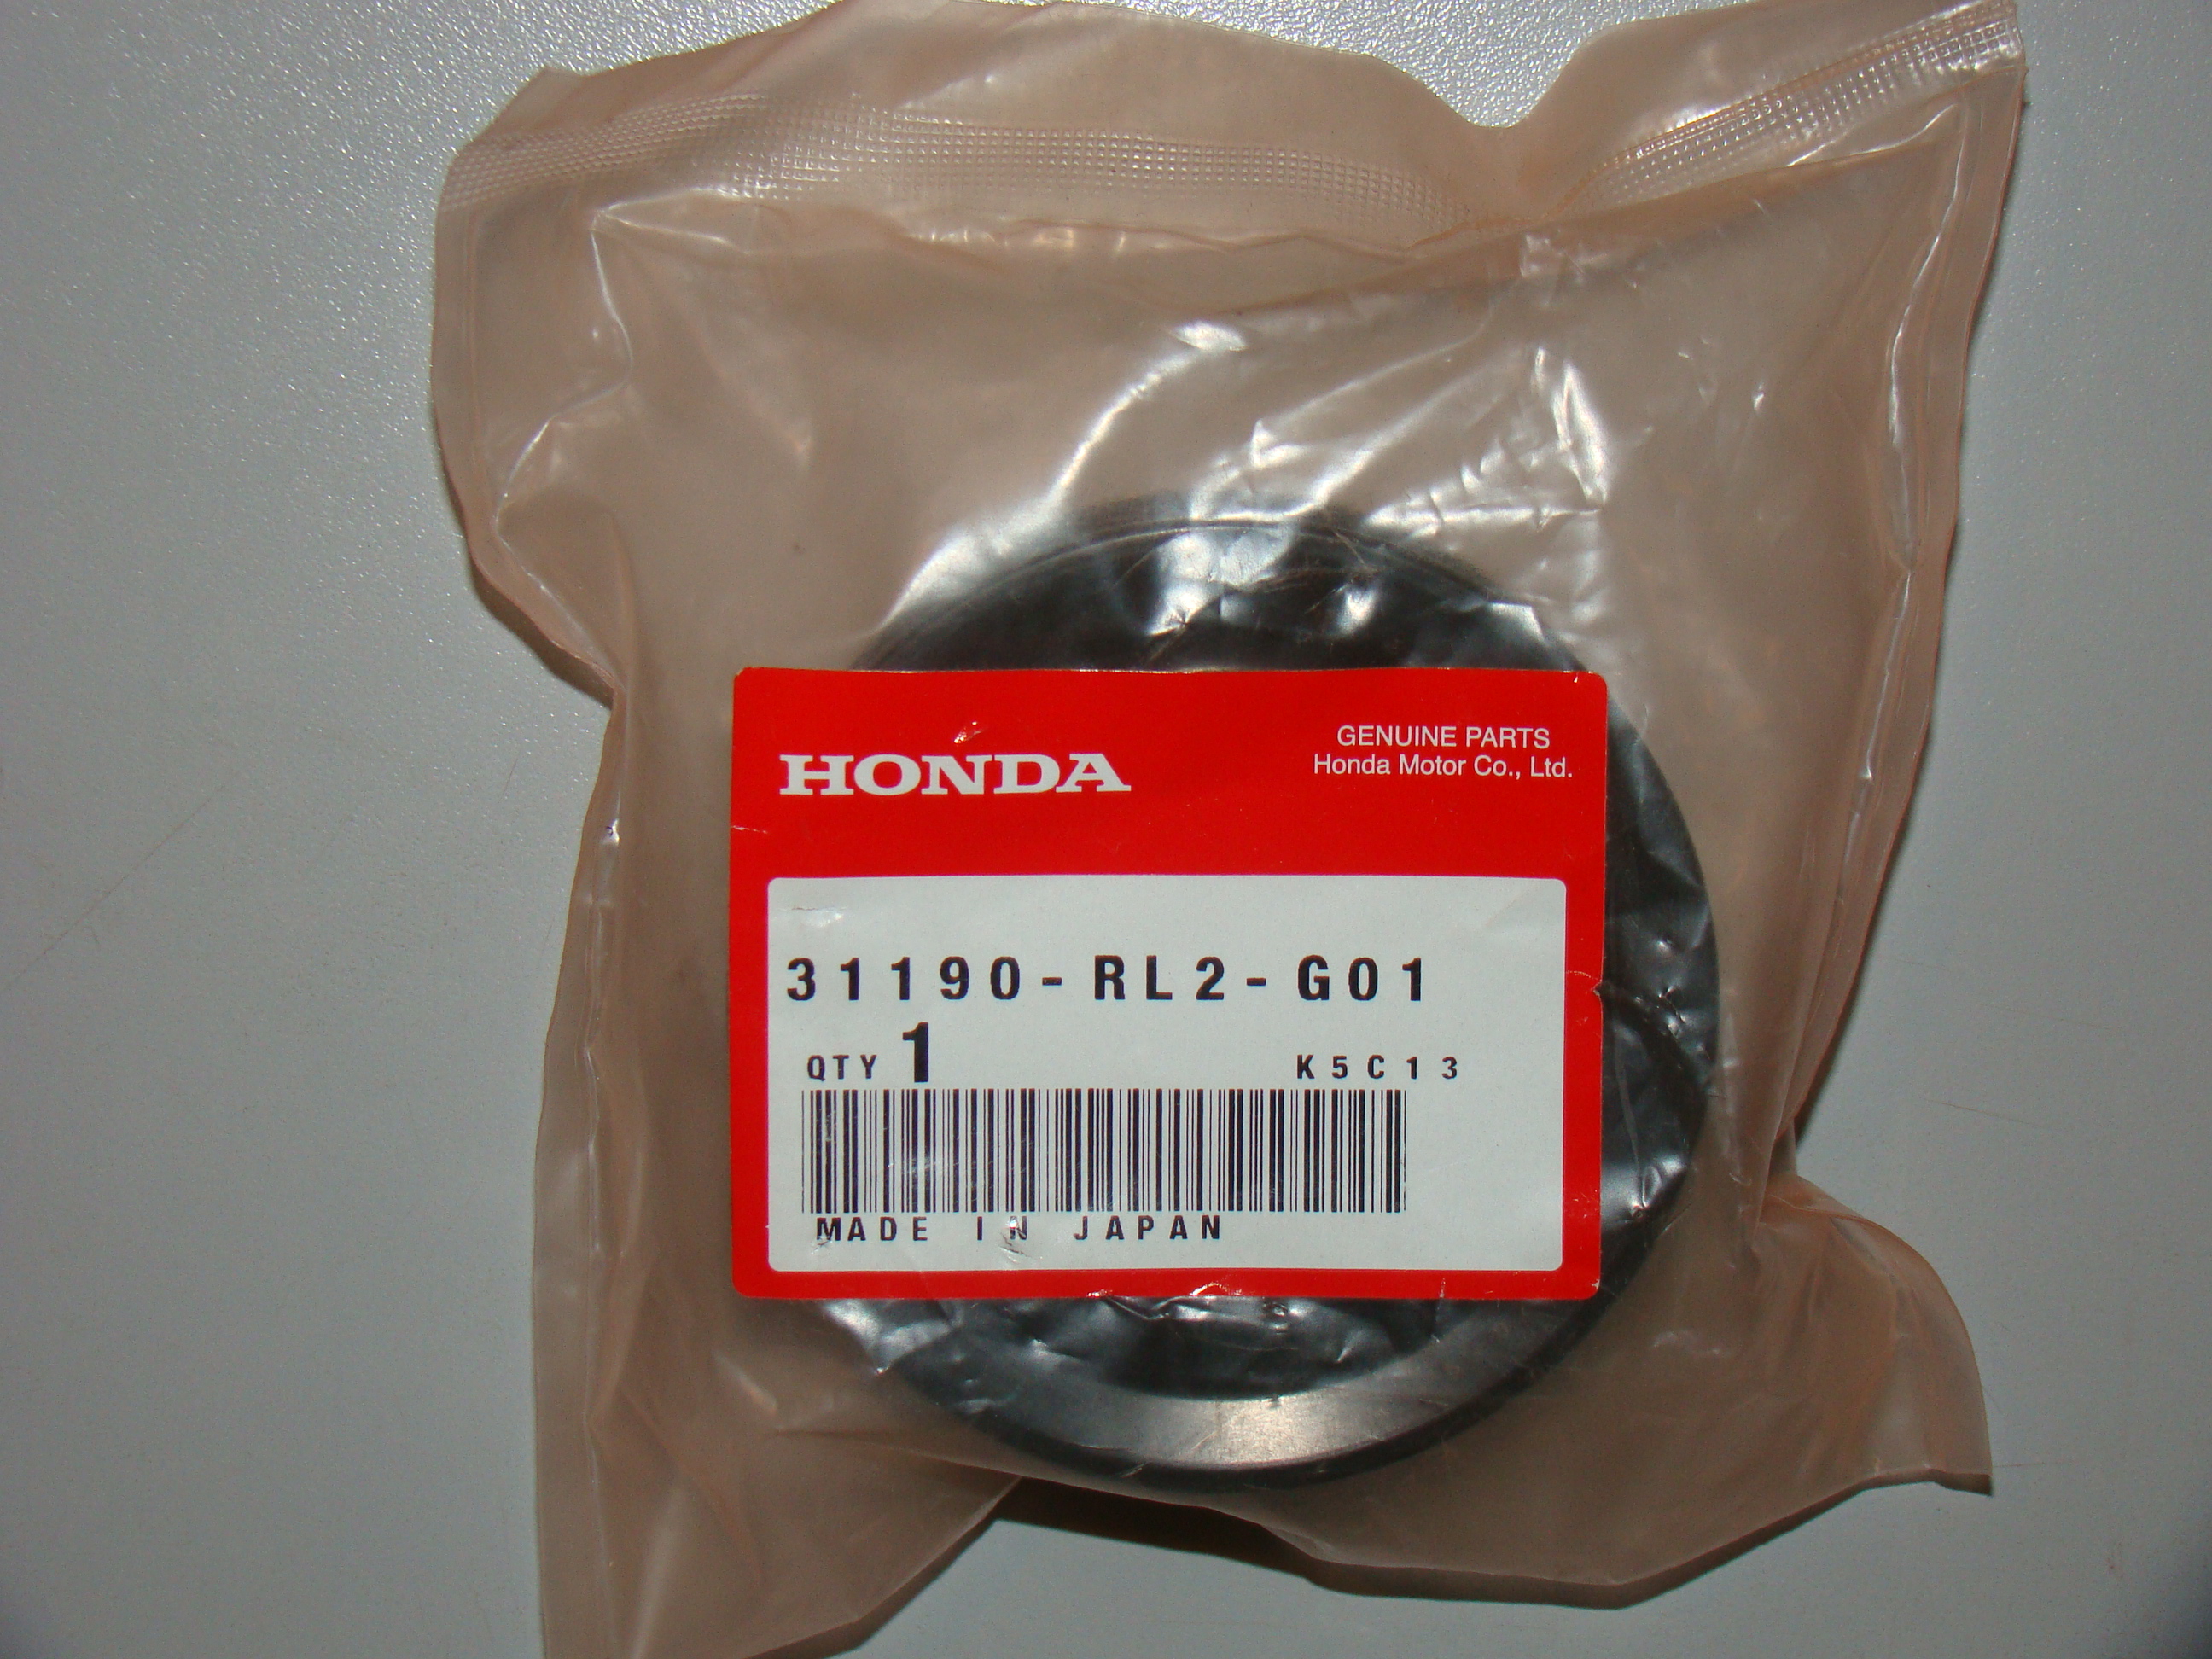 HONDA
GENUINE PARTS
Honda Motor Co., Ltd.
31190-RL2-G01
QTY 1 K5C13
MADE IN JAPAN